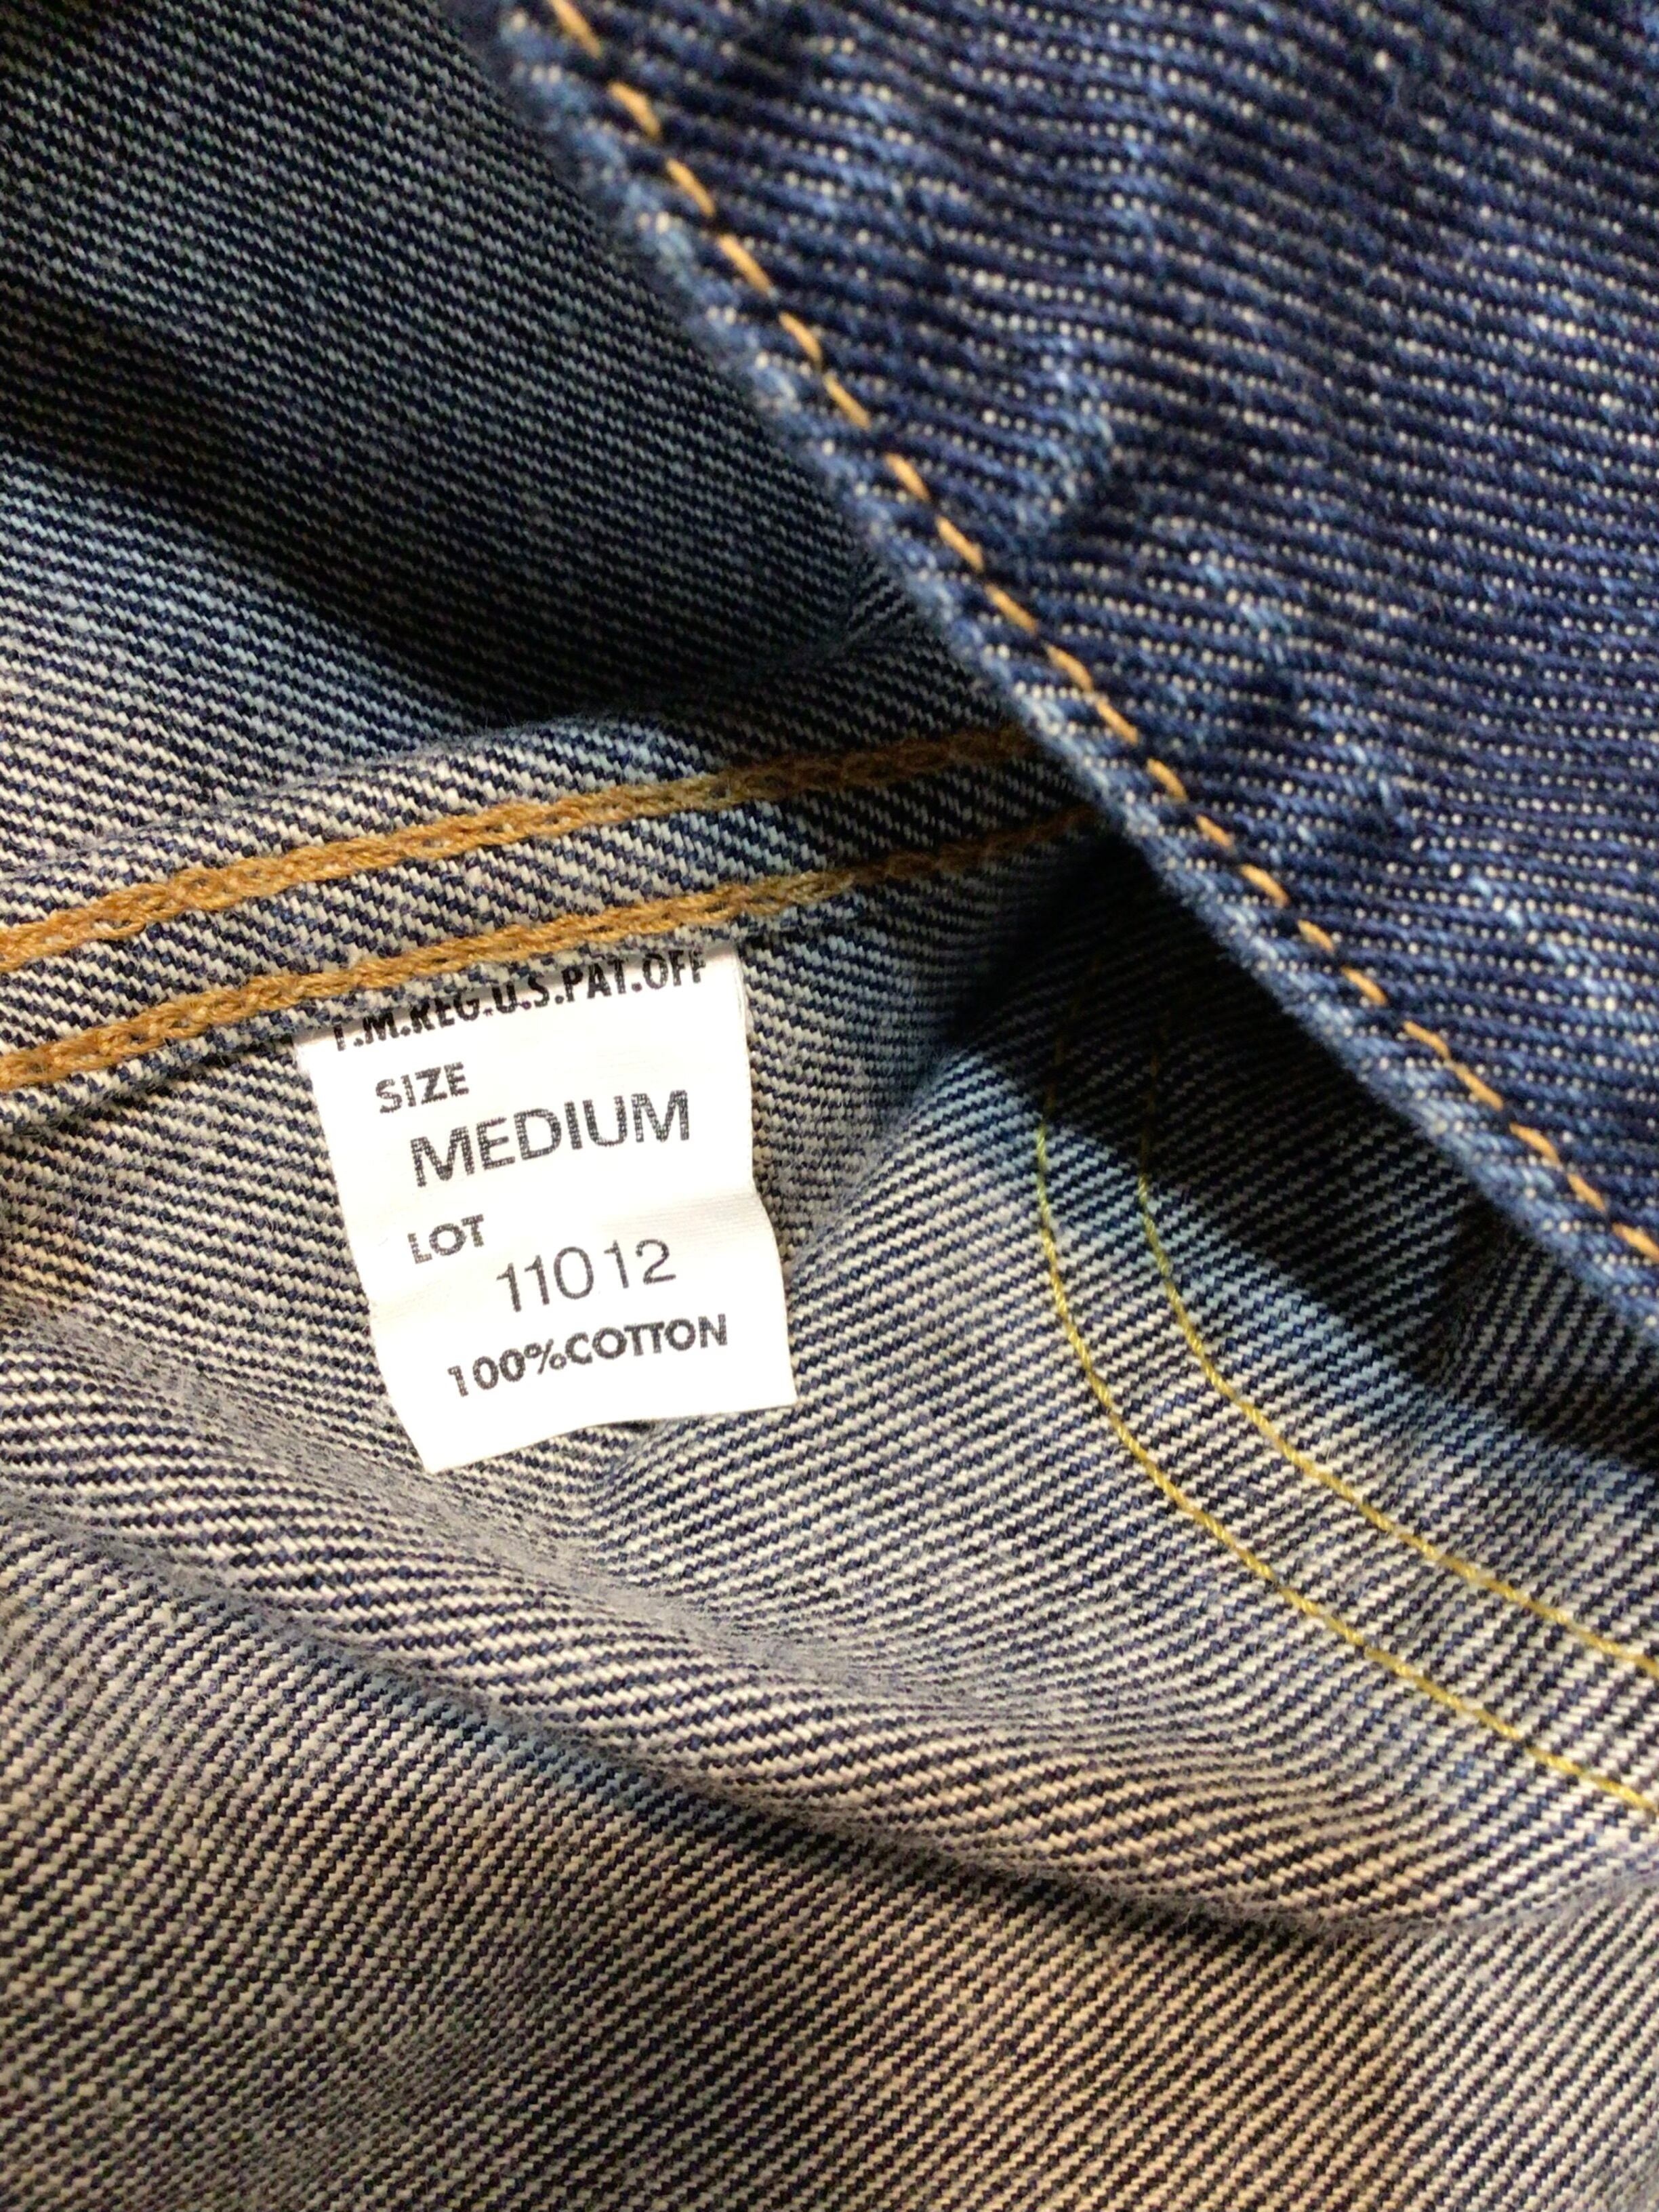 T.M.REG.U.S.PAT.OFF
SIZE
MEDIUM
LOT
11012
100%COTTON